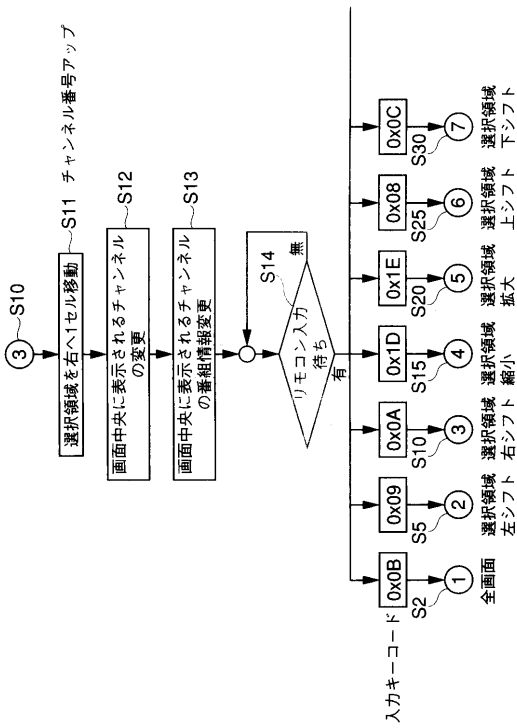 S10
3
選択領域を右へ1セル移動
S11 チャンネル番号アップ
画面中央に表示されるチャンネル
の変更
S12
画面中央に表示されるチャンネル
の番組情報変更
S13
S14
リモコン入力
待ち
無
有
入力キーコード
0x0B
0x09
0x0A
0x1D
0x1E
0x08
0x0C
S2
S5
S10
S15
S20
S25
S30
1
2
3
4
5
6
7
全画面
選択領域
左シフト
選択領域
右シフト
選択領域
縮小
選択領域
拡大
選択領域
上シフト
選択領域
下シフト